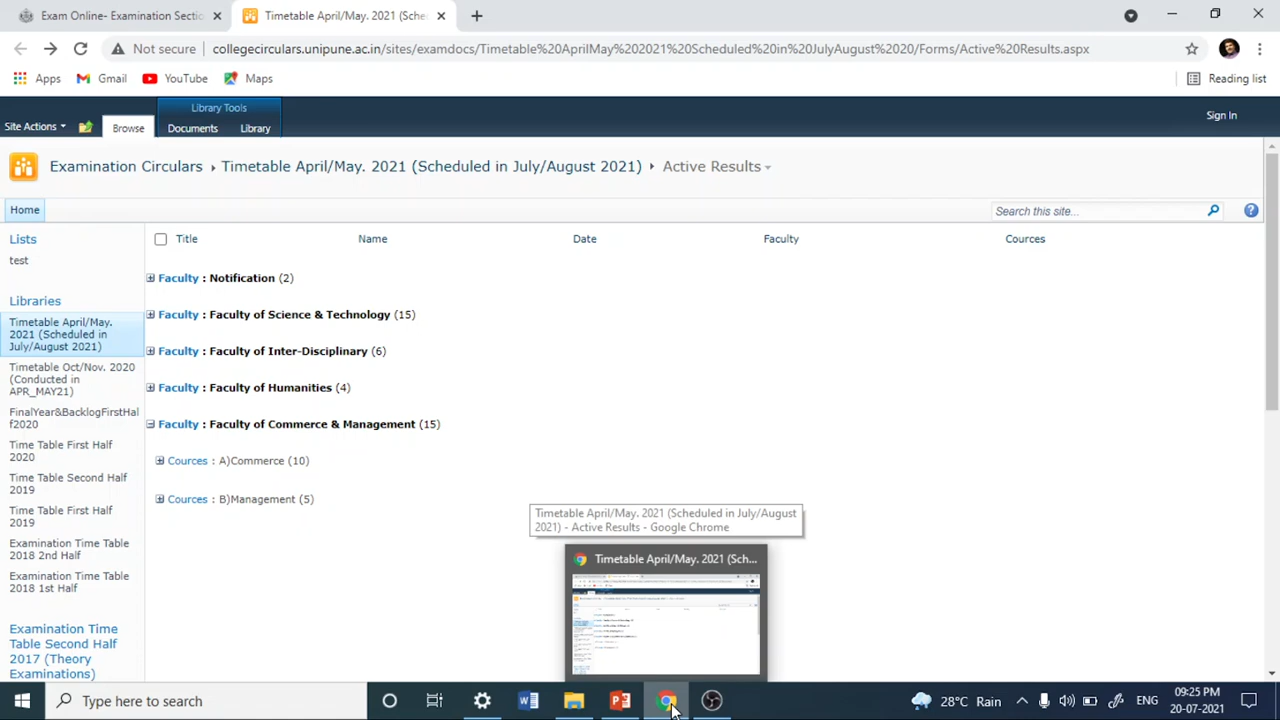 Exam Online- Examination Sectio
Timetable April/May. 2021 (Sche
Not secure
collegecirculars.unipune.ac.in/sites/examdocs/Timetable%20AprilMay%202021%20Scheduled%20in%20JulyAugust%2020/Forms/Active%20Results.aspx
Apps
Gmail
YouTube
Maps
Reading list
Library Tools
Site Actions
Browse
Documents
Library
Sign In
Examination Circulars
Timetable April/May. 2021 (Scheduled in July/August 2021)
Active Results
Home
Search this site...
Lists
test
Libraries
Timetable April/May.
2021 (Scheduled in
July/August 2021)
Timetable Oct/Nov. 2020
(Conducted in
APR_MAY21)
FinalYear&BacklogFirstHal
f2020
Time Table First Half
2020
Time Table Second Half
2019
Time Table First Half
2019
Examination Time Table
2018 2nd Half
Examination Time Table
2018 1st Half
Examination Time
Table Second Half
2017 (Theory
Examinations)
Title Name Date Faculty Cources
Faculty : Notification (2)
Faculty : Faculty of Science & Technology (15)
Faculty : Faculty of Inter-Disciplinary (6)
Faculty : Faculty of Humanities (4)
Faculty : Faculty of Commerce & Management (15)
Cources : A)Commerce (10)
Cources : B)Management (5)
Timetable April/May. 2021 (Scheduled in July/August
2021) - Active Results - Google Chrome
Timetable April/May. 2021 (Sch...
Type here to search
28°C Rain
ENG
09:25 PM
20-07-2021